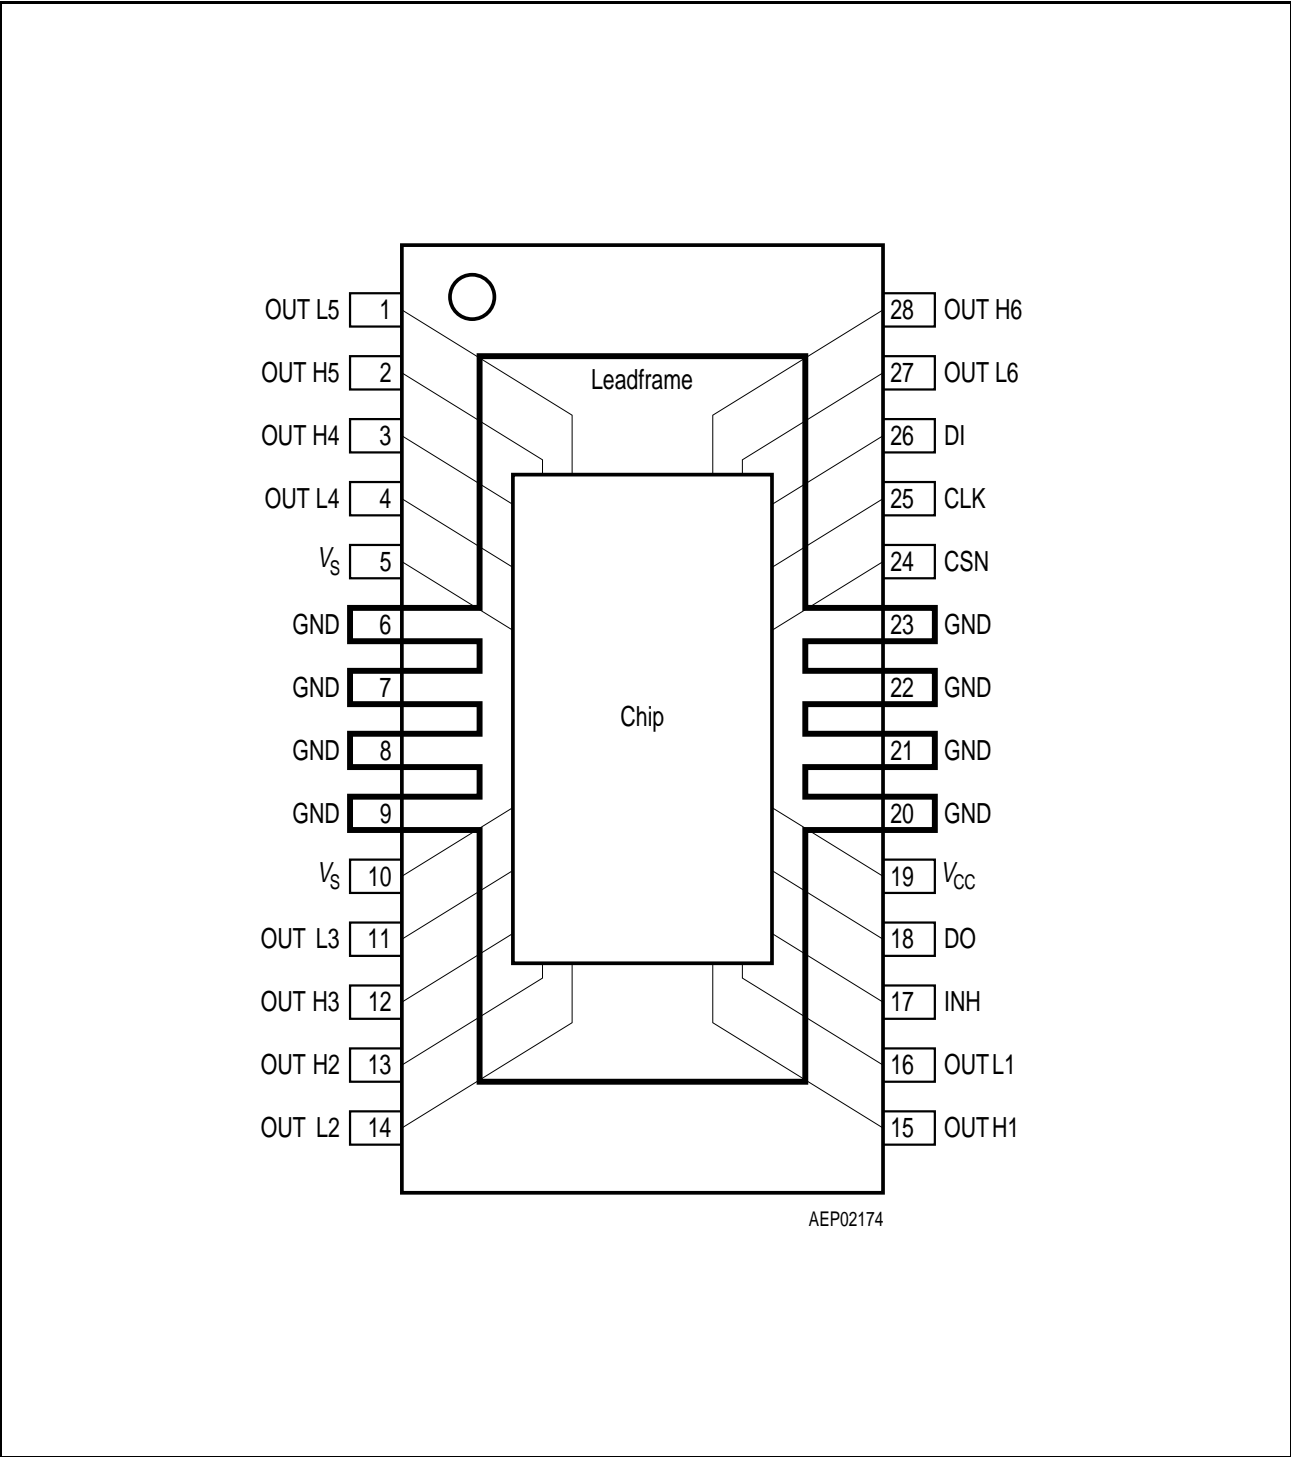 OUT L5 1 28 OUT H6
OUT H5 2 Leadframe 27 OUT L6
OUT H4 3 26 DI
OUT L4 4 25 CLK
VS 5 24 CSN
GND 6 23 GND
GND 7 22 GND
Chip
GND 8 21 GND
GND 9 20 GND
VS 10 19 VCC
OUT L3 11 18 DO
OUT H3 12 17 INH
OUT H2 13 16 OUT L1
OUT L2 14 15 OUT H1
AEP02174